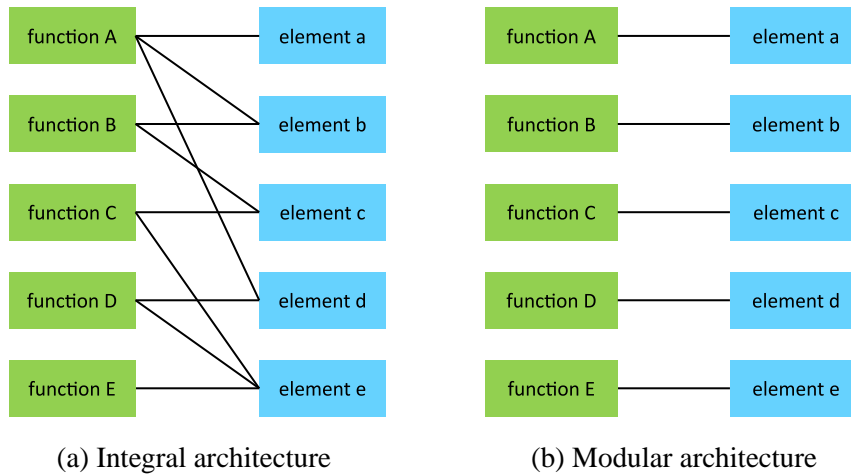 function A
element a
function B
element b
function C
element c
function D
element d
function E
element e
(a) Integral architecture
function A
element a
function B
element b
function C
element c
function D
element d
function E
element e
(b) Modular architecture